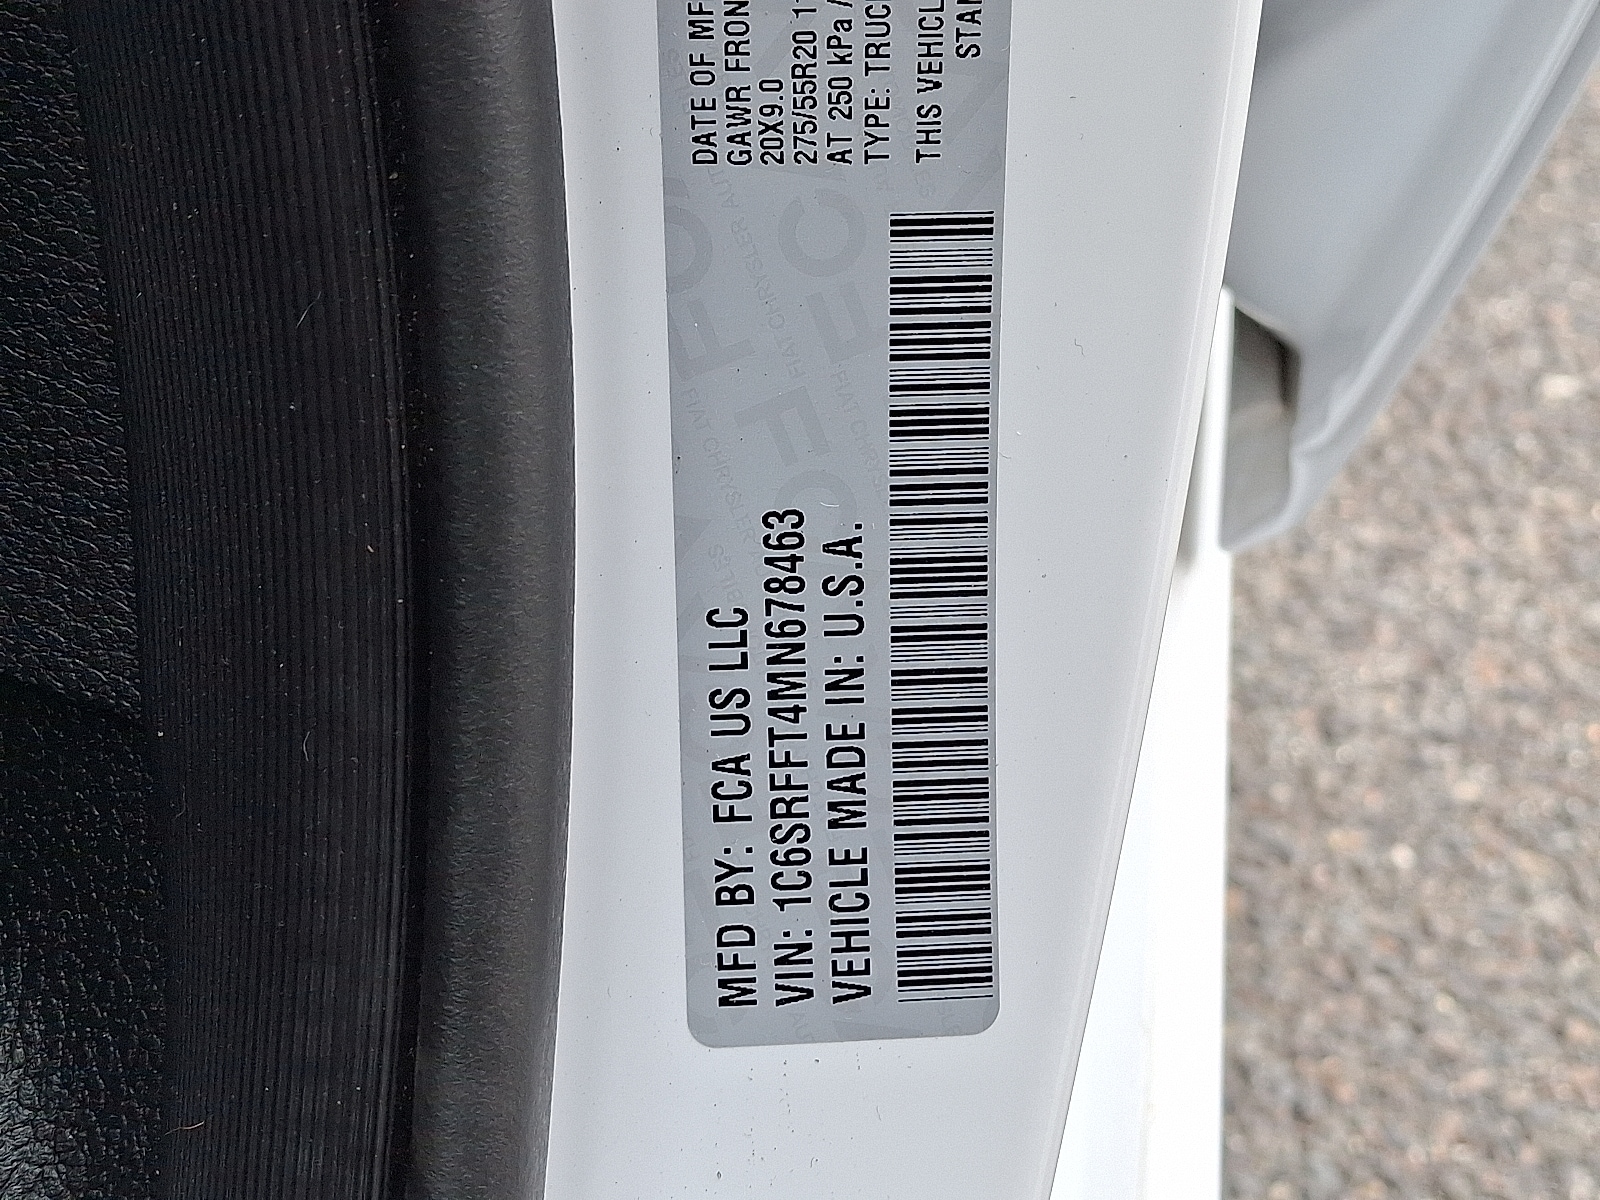 MFD BY: FCA US LLC
VIN: 1C6SRFFT4MN678463
VEHICLE MADE IN: U.S.A.
DATE OF MF
GAWR FRON
20X9.0
275/55R20 11
AT 250 kPa /
TYPE: TRUC
THIS VEHICL
STAN